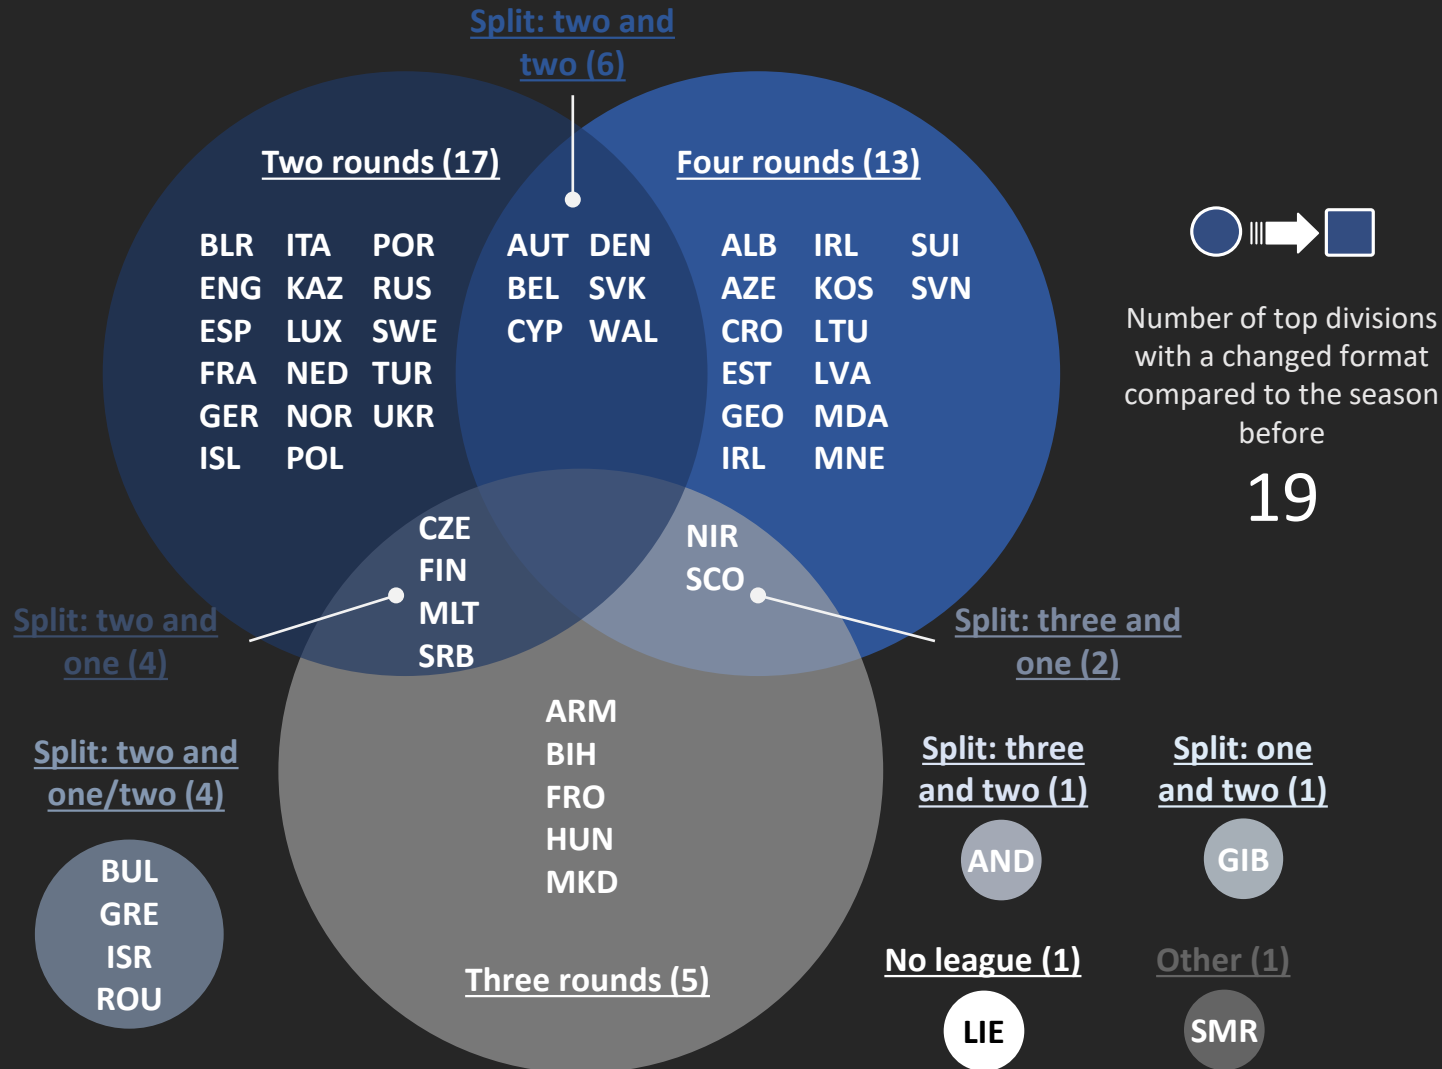 Split: two and
two (6)
Two rounds (17)
Four rounds (13)
BLR ITA POR
ENG KAZ RUS
ESP LUX SWE
FRA NED TUR
GER NOR UKR
ISL POL
AUT DEN
BEL SVK
CYP WAL
ALB IRL SUI
AZE KOS SVN
CRO LTU
EST LVA
GEO MDA
IRL MNE
Number of top divisions
with a changed format
compared to the season
before
19
CZE
FIN
MLT
SRB
NIR
SCO
Split: two and
one (4)
Split: three and
one (2)
ARM
BIH
FRO
HUN
MKD
Three rounds (5)
Split: two and
one/two (4)
BUL
GRE
ISR
ROU
Split: three
and two (1)
AND
Split: one
and two (1)
GIB
No league (1)
LIE
Other (1)
SMR